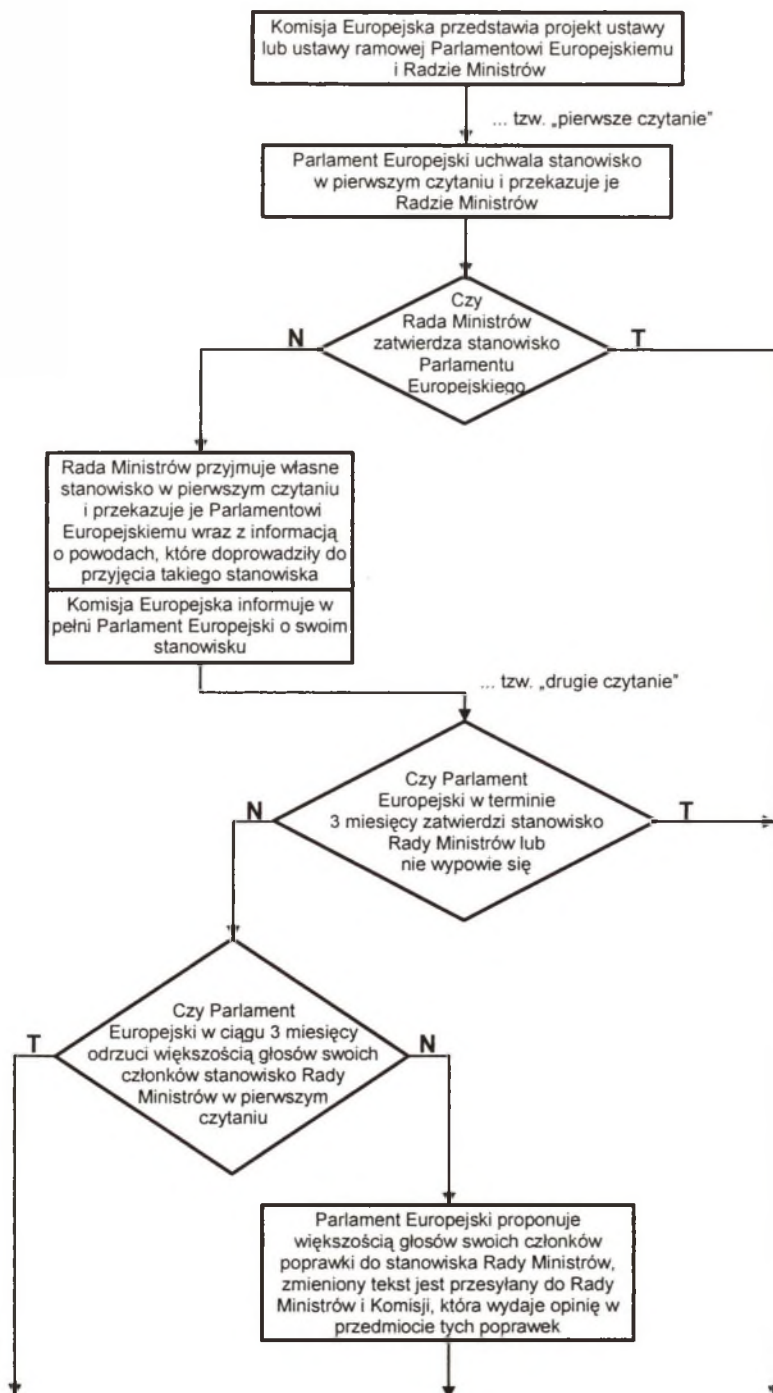 Komisja Europejska przedstawia projekt ustawy
lub ustawy ramowej Parlamentowi Europejskiemu
i Radzie Ministrów
... tzw. „pierwsze czytanie”
Parlament Europejski uchwala stanowisko
w pierwszym czytaniu i przekazuje je
Radzie Ministrów
Czy
Rada Ministrów
zatwierdza stanowisko
Parlamentu
Europejskiego
N
T
Rada Ministrów przyjmuje własne
stanowisko w pierwszym czytaniu
i przekazuje je Parlamentowi
Europejskiemu wraz z informacją
o powodach, które doprowadziły do
przyjęcia takiego stanowiska
Komisja Europejska informuje w
pełni Parlament Europejski o swoim
stanowisku
... tzw. „drugie czytanie”
Czy Parlament
Europejski w terminie
3 miesięcy zatwierdzi stanowisko
Rady Ministrów lub
nie wypowie się
N
T
Czy Parlament
Europejski w ciągu 3 miesięcy
odrzuci większością głosów swoich
członków stanowisko Rady
Ministrów w pierwszym
czytaniu
T
N
Parlament Europejski proponuje
większością głosów swoich członków
poprawki do stanowiska Rady Ministrów,
zmieniony tekst jest przesyłany do Rady
Ministrów i Komisji, która wydaje opinię w
przedmiocie tych poprawek